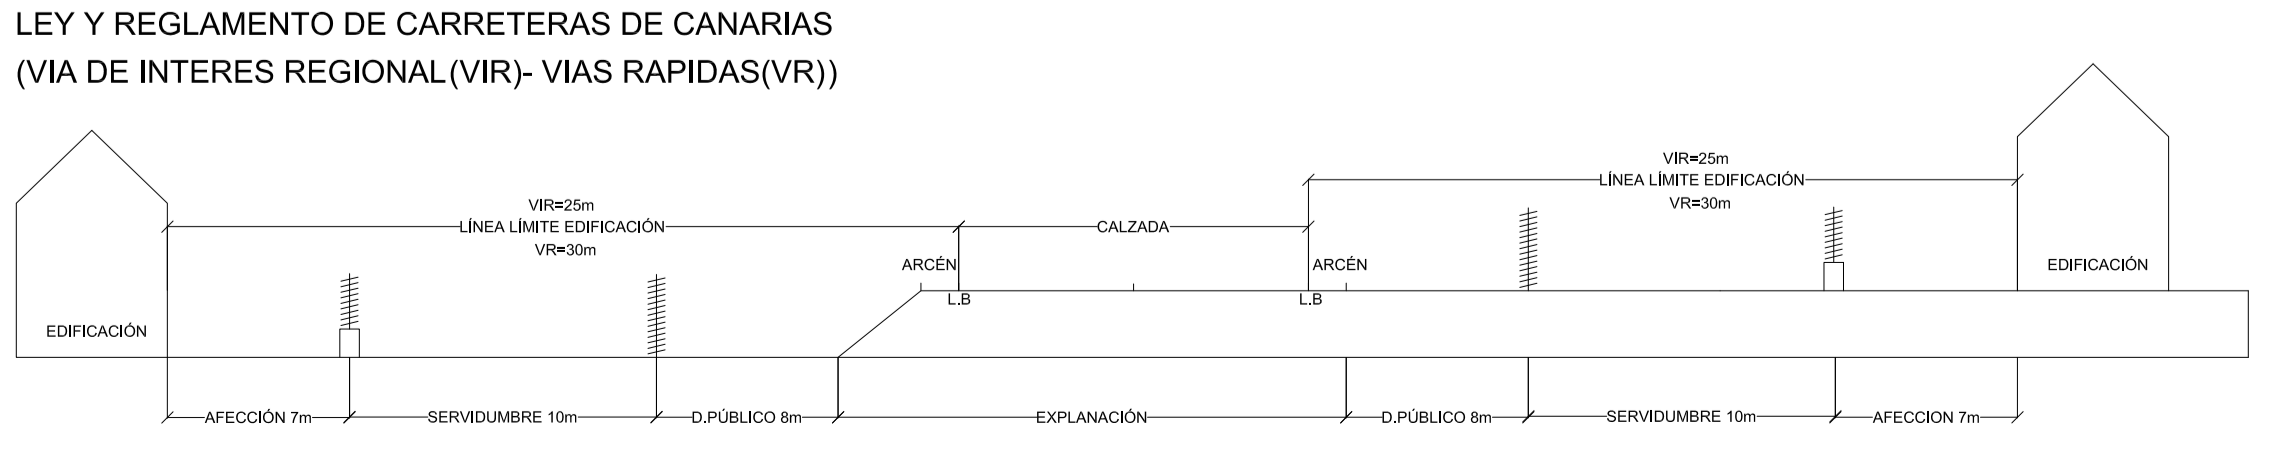 LEY Y REGLAMENTO DE CARRETERAS DE CANARIAS
(VIA DE INTERES REGIONAL(VIR)- VIAS RAPIDAS(VR))
VIR=25m
LÍNEA LÍMITE EDIFICACIÓN
VR=30m
CALZADA
VIR=25m
LÍNEA LÍMITE EDIFICACIÓN
VR=30m
ARCÉN
ARCÉN
EDIFICACIÓN
L.B
L.B
EDIFICACIÓN
AFECCIÓN 7m
SERVIDUMBRE 10m
D.PÚBLICO 8m
EXPLANACIÓN
D.PÚBLICO 8m
SERVIDUMBRE 10m
AFECCION 7m